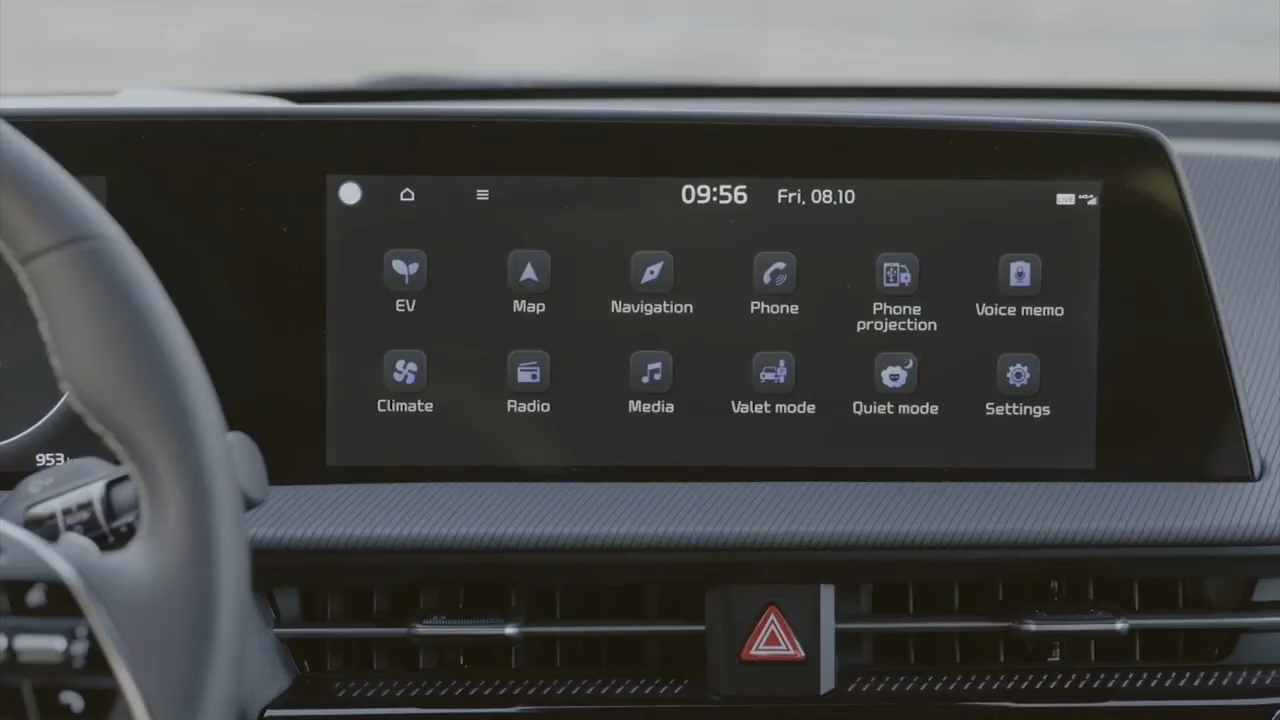 09:56 Fri, 08.10
EV
Map
Navigation
Phone
Phone
projection
Voice memo
Climate
Radio
Media
Valet mode
Quiet mode
Settings
953